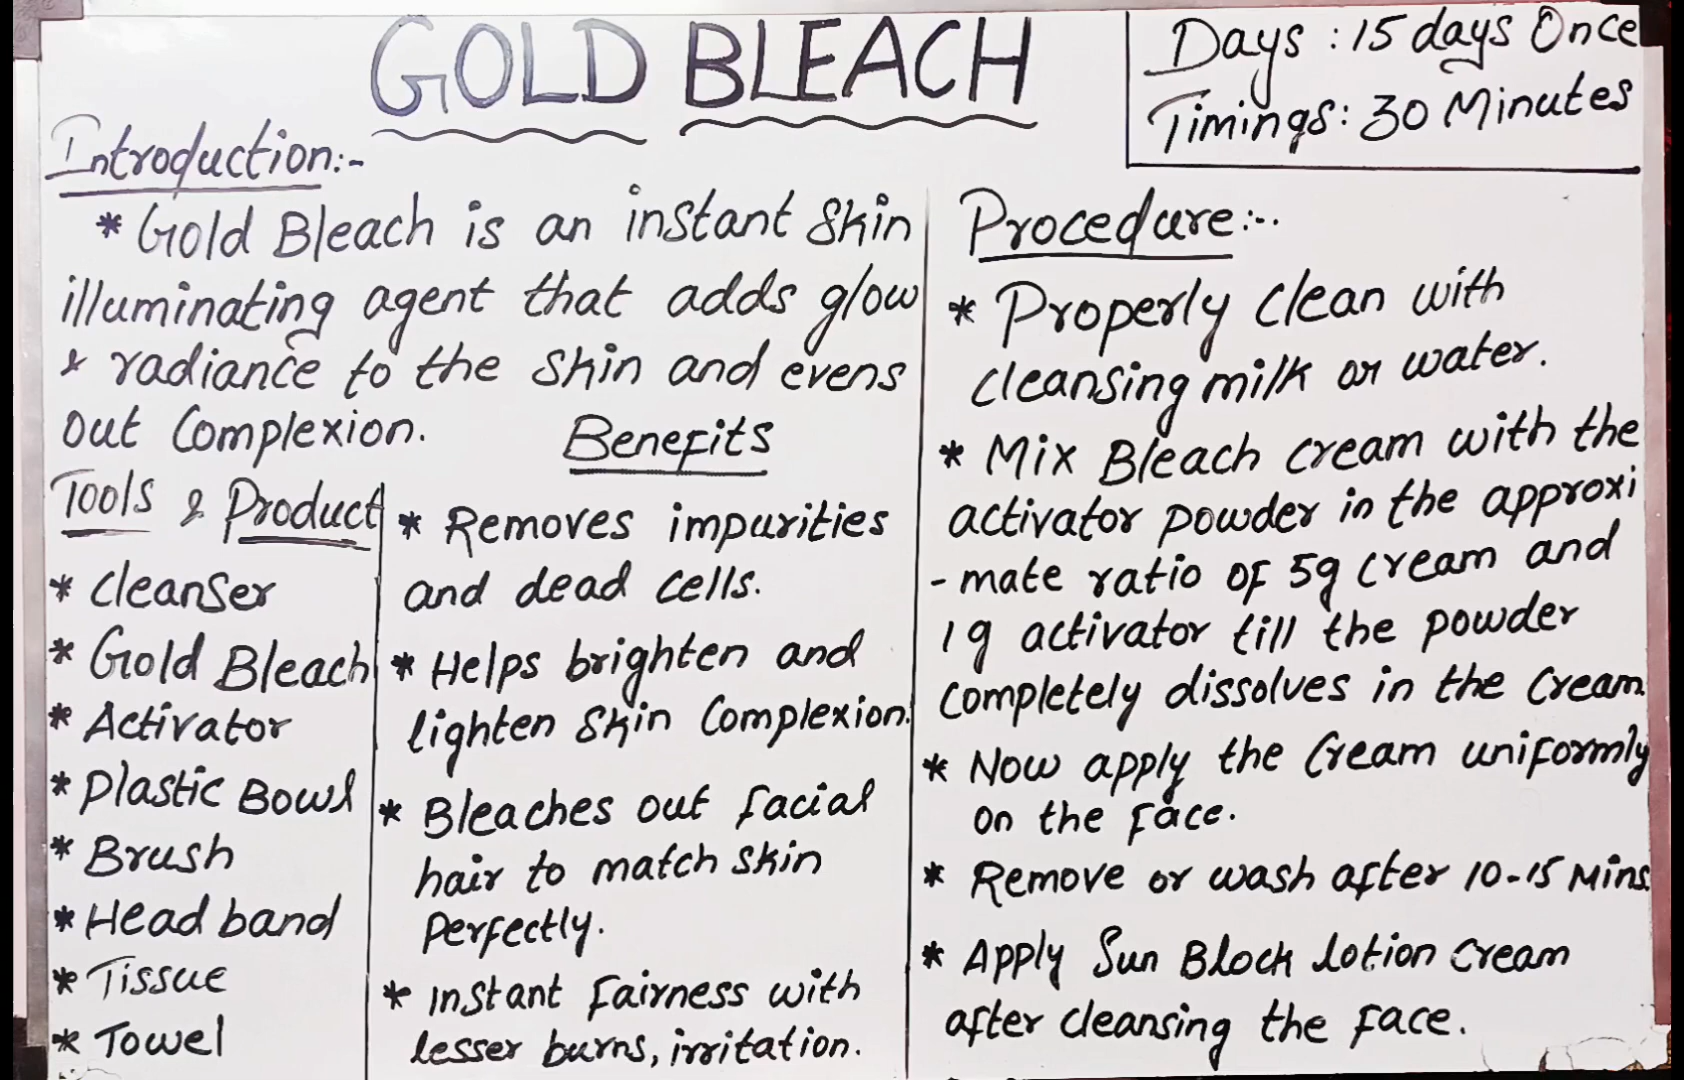 GOLD BLEACH
Days : 15 days Once
Timings: 30 Minutes
Introduction:-
* Gold Bleach is an instant Skin
illuminating agent that adds glow
& radiance to the Skin and evens
out Complexion.
Tools & Product
* Cleanser
* Gold Bleach
* Activator
* Plastic Bowl
* Brush
* Head band
* Tissue
* Towel
Benefits
* Removes impurities
and dead cells.
* Helps brighten and
lighten Skin Complexion.
* Bleaches out facial
hair to match skin
Perfectly.
* Instant Fairness with
lesser burns, irritation.
Procedure:-
* Properly clean with
cleansing milk or water.
* Mix Bleach cream with the
activator powder in the approxi
- mate ratio of 5g cream and
1g activator till the powder
completely dissolves in the cream
* Now apply the Cream uniformly
on the Face.
* Remove or wash after 10-15 Mins.
* Apply Sun Block lotion cream
after cleansing the Face.